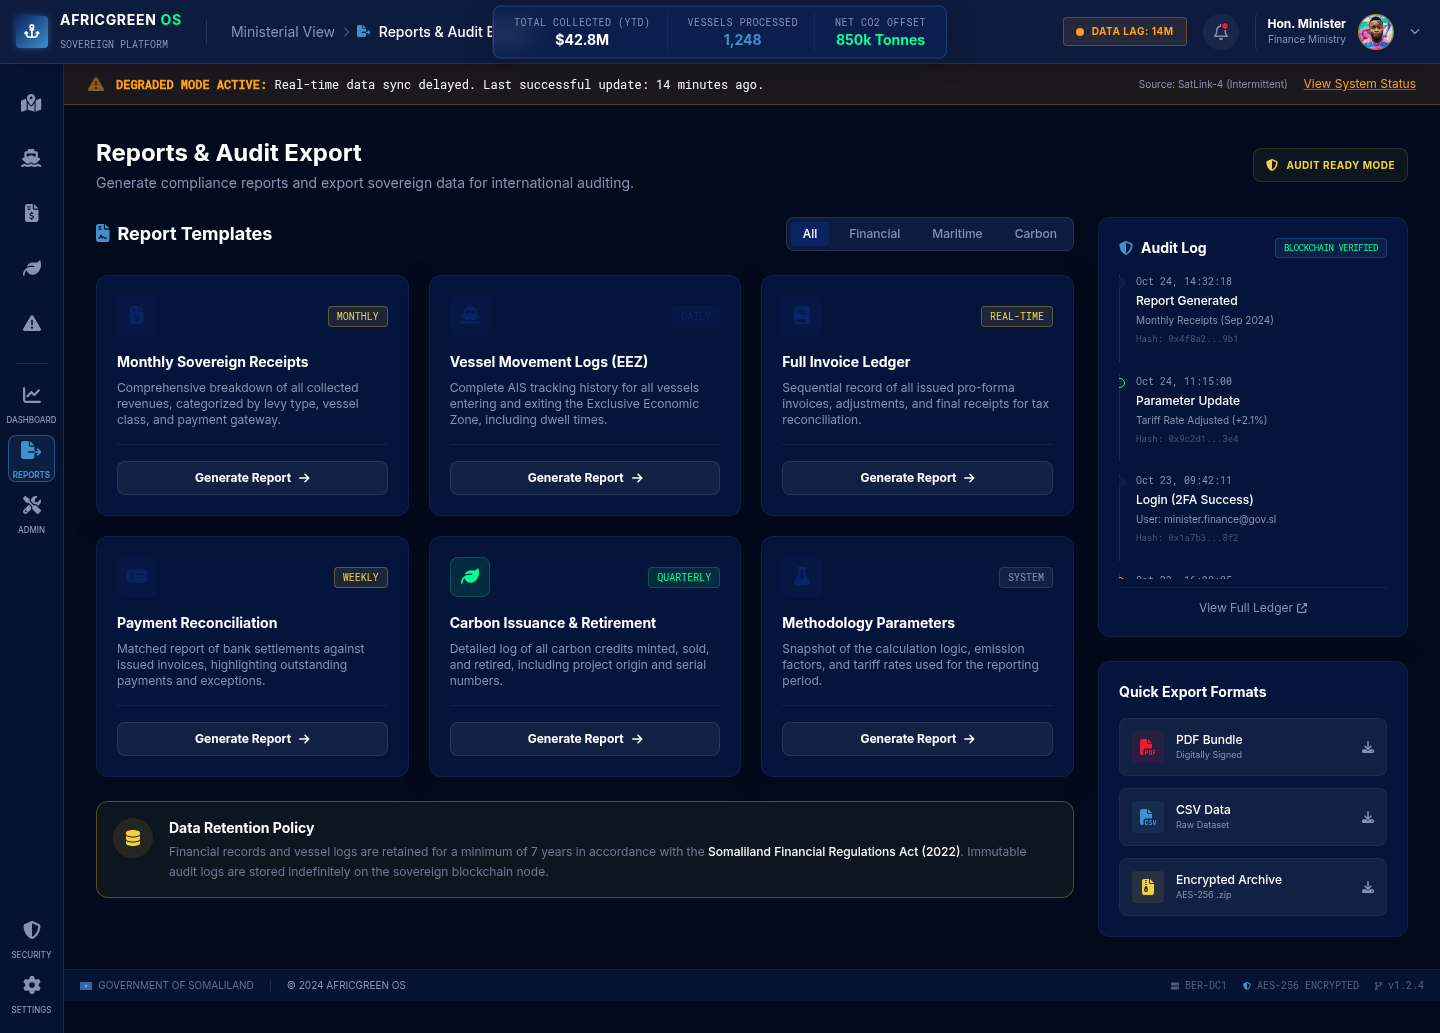 AFRICGREEN OS
SOVEREIGN PLATFORM
Ministerial View
Reports & Audit E
TOTAL COLLECTED (YTD)
$42.8M
VESSELS PROCESSED
1,248
NET CO2 OFFSET
850k Tonnes
DATA LAG: 14M
Hon. Minister
Finance Ministry
DEGRADED MODE ACTIVE: Real-time data sync delayed. Last successful update: 14 minutes ago.
Source: SatLink-4 (Intermittent)
View System Status
DASHBOARD
REPORTS
ADMIN
SECURITY
SETTINGS
Reports & Audit Export
Generate compliance reports and export sovereign data for international auditing.
AUDIT READY MODE
Report Templates
All
Financial
Maritime
Carbon
MONTHLY
Monthly Sovereign Receipts
Comprehensive breakdown of all collected
revenues, categorized by levy type, vessel
class, and payment gateway.
Generate Report
DAILY
Vessel Movement Logs (EEZ)
Complete AIS tracking history for all vessels
entering and exiting the Exclusive Economic
Zone, including dwell times.
Generate Report
REAL-TIME
Full Invoice Ledger
Sequential record of all issued pro-forma
invoices, adjustments, and final receipts for tax
reconciliation.
Generate Report
WEEKLY
Payment Reconciliation
Matched report of bank settlements against
issued invoices, highlighting outstanding
payments and exceptions.
Generate Report
QUARTERLY
Carbon Issuance & Retirement
Detailed log of all carbon credits minted, sold,
and retired, including project origin and serial
numbers.
Generate Report
SYSTEM
Methodology Parameters
Snapshot of the calculation logic, emission
factors, and tariff rates used for the reporting
period.
Generate Report
Data Retention Policy
Financial records and vessel logs are retained for a minimum of 7 years in accordance with the Somaliland Financial Regulations Act (2022). Immutable
audit logs are stored indefinitely on the sovereign blockchain node.
Audit Log
BLOCKCHAIN VERIFIED
Oct 24, 14:32:18
Report Generated
Monthly Receipts (Sep 2024)
Hash: 0x4f8a2...9b1
Oct 24, 11:15:00
Parameter Update
Tariff Rate Adjusted (+2.1%)
Hash: 0x9c2d1...3e4
Oct 23, 09:42:11
Login (2FA Success)
User: minister.finance@gov.sl
Hash: 0x1a7b3...8f2
View Full Ledger
Quick Export Formats
PDF
PDF Bundle
Digitally Signed
CSV
CSV Data
Raw Dataset
Encrypted Archive
AES-256 .zip
GOVERNMENT OF SOMALILAND
© 2024 AFRICGREEN OS
BER-DC1
AES-256 ENCRYPTED
v1.2.4